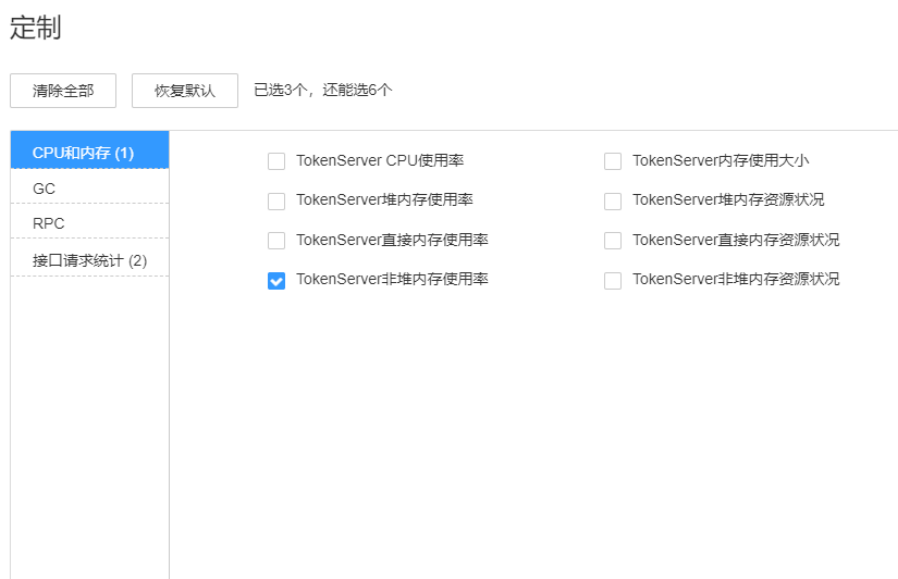 定制
清除全部 恢复默认 已选3个，还能选6个
CPU和内存 (1)
GC
RPC
接口请求统计 (2)
TokenServer CPU使用率 TokenServer内存使用大小
TokenServer堆内存使用率 TokenServer堆内存资源状况
TokenServer直接内存使用率 TokenServer直接内存资源状况
TokenServer非堆内存使用率 TokenServer非堆内存资源状况